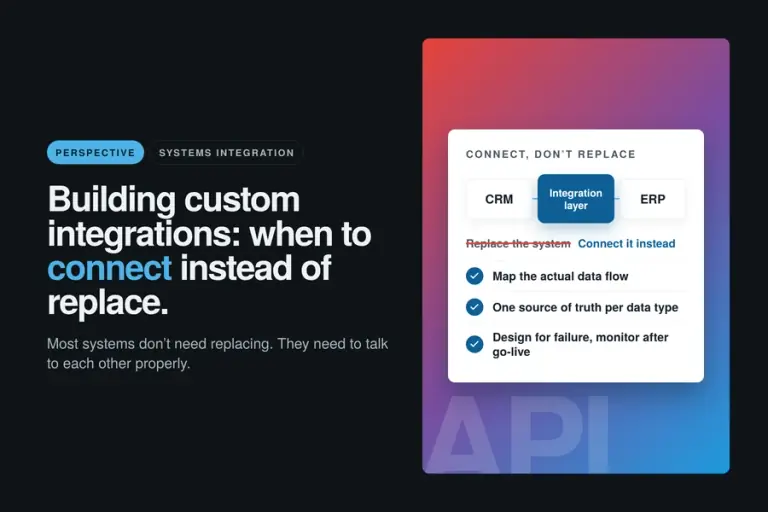 PERSPECTIVE
SYSTEMS INTEGRATION
Building custom
integrations: when to
connect instead of
replace.
Most systems don't need replacing. They need to talk
to each other properly.
CONNECT, DON'T REPLACE
CRM
Integration
layer
ERP
Replace the system Connect it instead
Map the actual data flow
One source of truth per data type
Design for failure, monitor after
go-live
API